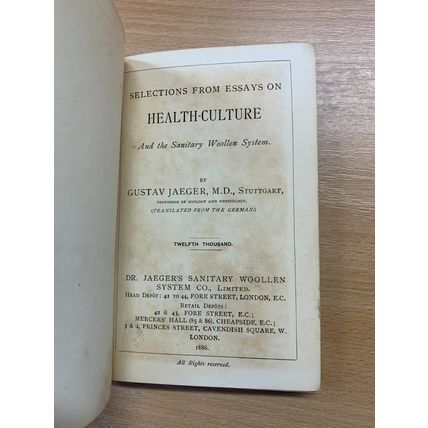 SELECTIONS FROM ESSAYS ON
HEALTH-CULTURE
And the Sanitary Woollen System.
BY
GUSTAV JAEGER, M.D., STUTTGART,
PROFESSOR OF ZOOLOGY AND PHYSIOLOGY,
(TRANSLATED FROM THE GERMAN.)
TWELFTH THOUSAND.
DR. JAEGER'S SANITARY WOOLLEN
SYSTEM CO., LIMITED.
HEAD DEPÔT: 42 TO 44, FORE STREET, LONDON, E.C.
RETAIL DEPÔTS:
42 & 43, FORE STREET, E.C.;
MERCERS' HALL (85 & 86), CHEAPSIDE, E.C.;
3 & 4, PRINCES STREET, CAVENDISH SQUARE, W.
LONDON.
1886.
All Rights reserved.